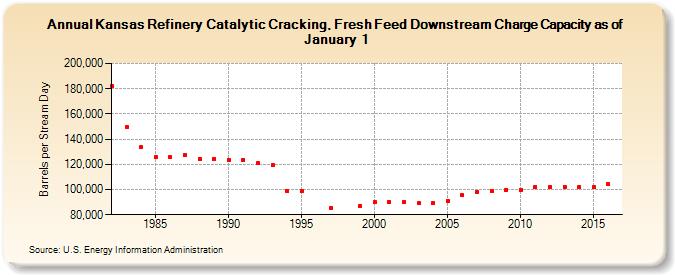 Annual Kansas Refinery Catalytic Cracking, Fresh Feed Downstream Charge Capacity as of
January 1
Barrels per Stream Day
200,000
180,000
160,000
140,000
120,000
100,000
80,000
1985 1990 1995 2000 2005 2010 2015
Source: U.S. Energy Information Administration